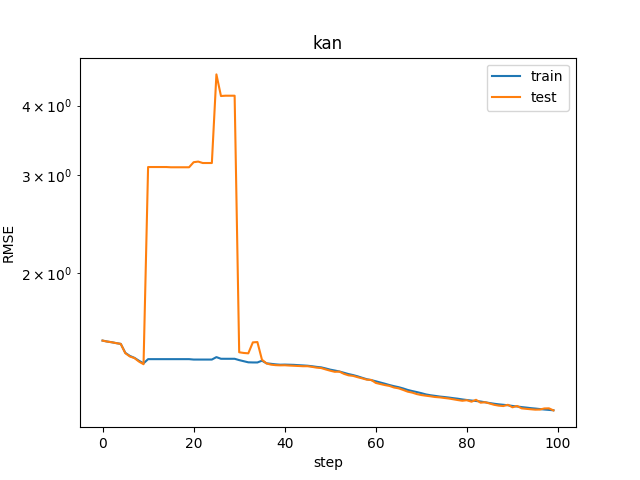 kan
train
test
4 × 10⁰
3 × 10⁰
2 × 10⁰
RMSE
0 20 40 60 80 100
step